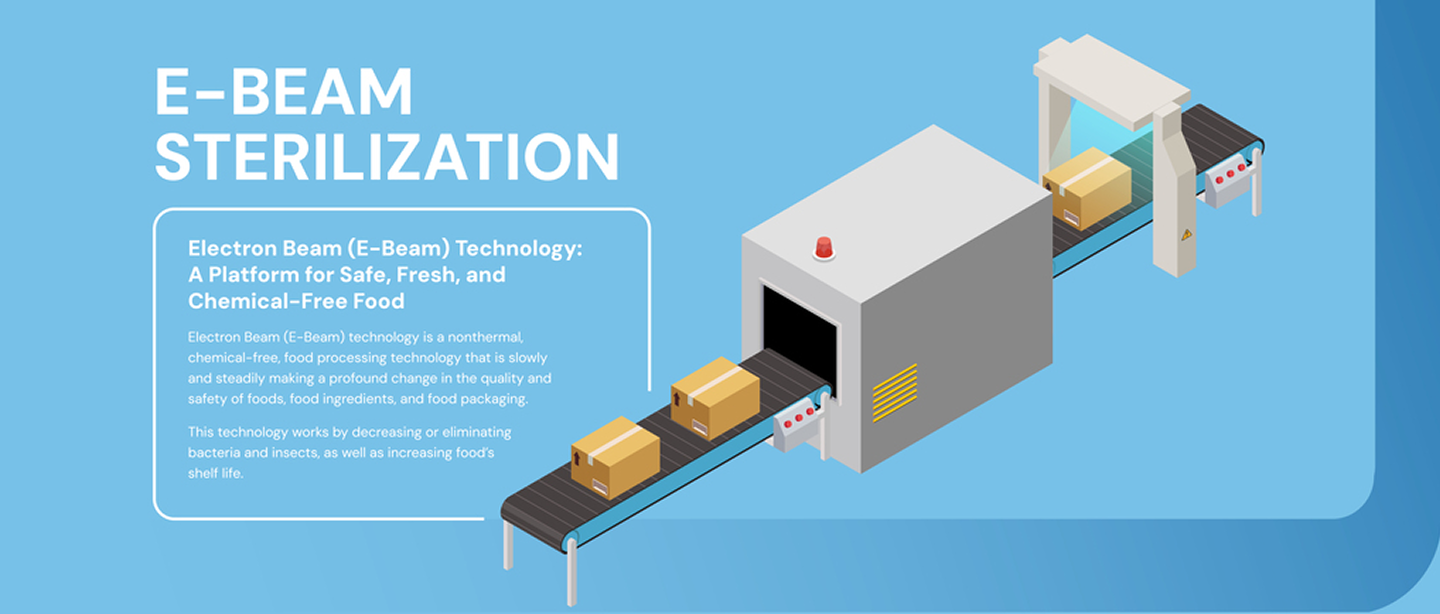 E-BEAM
STERILIZATION
Electron Beam (E-Beam) Technology:
A Platform for Safe, Fresh, and
Chemical-Free Food
Electron Beam (E-Beam) technology is a nonthermal,
chemical-free, food processing technology that is slowly
and steadily making a profound change in the quality and
safety of foods, food ingredients, and food packaging.
This technology works by decreasing or eliminating
bacteria and insects, as well as increasing food's
shelf life.